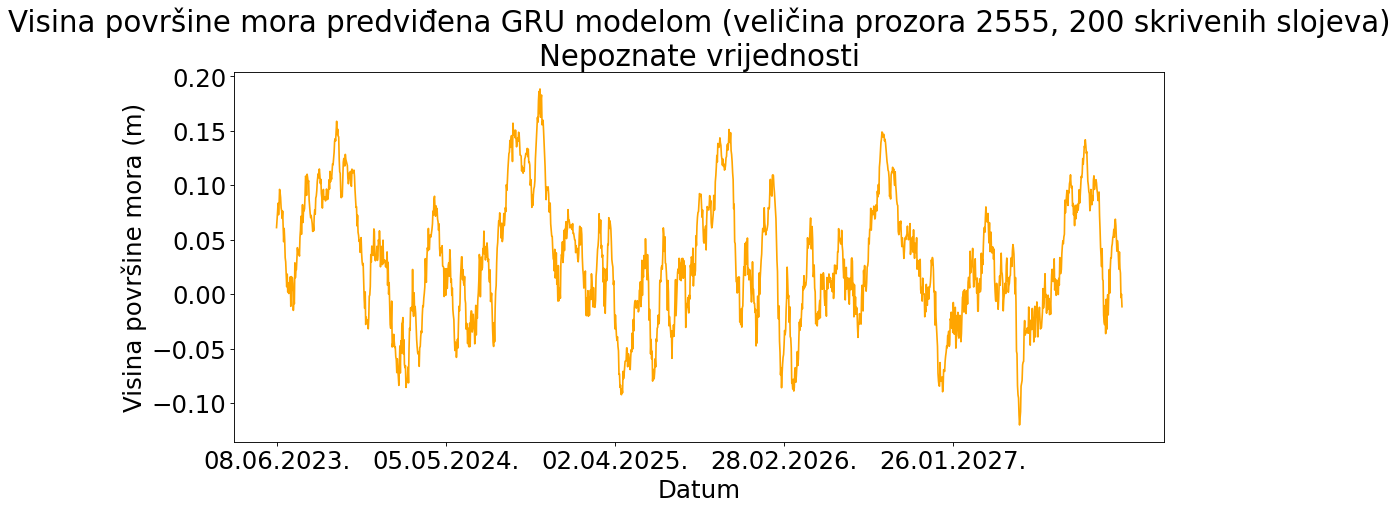 Visina površine mora predviđena GRU modelom (veličina prozora 2555, 200 skrivenih slojeva)
Nepoznate vrijednosti
Visina površine mora (m)
0.20
0.15
0.10
0.05
0.00
−0.05
−0.10
08.06.2023. 05.05.2024. 02.04.2025. 28.02.2026. 26.01.2027.
Datum